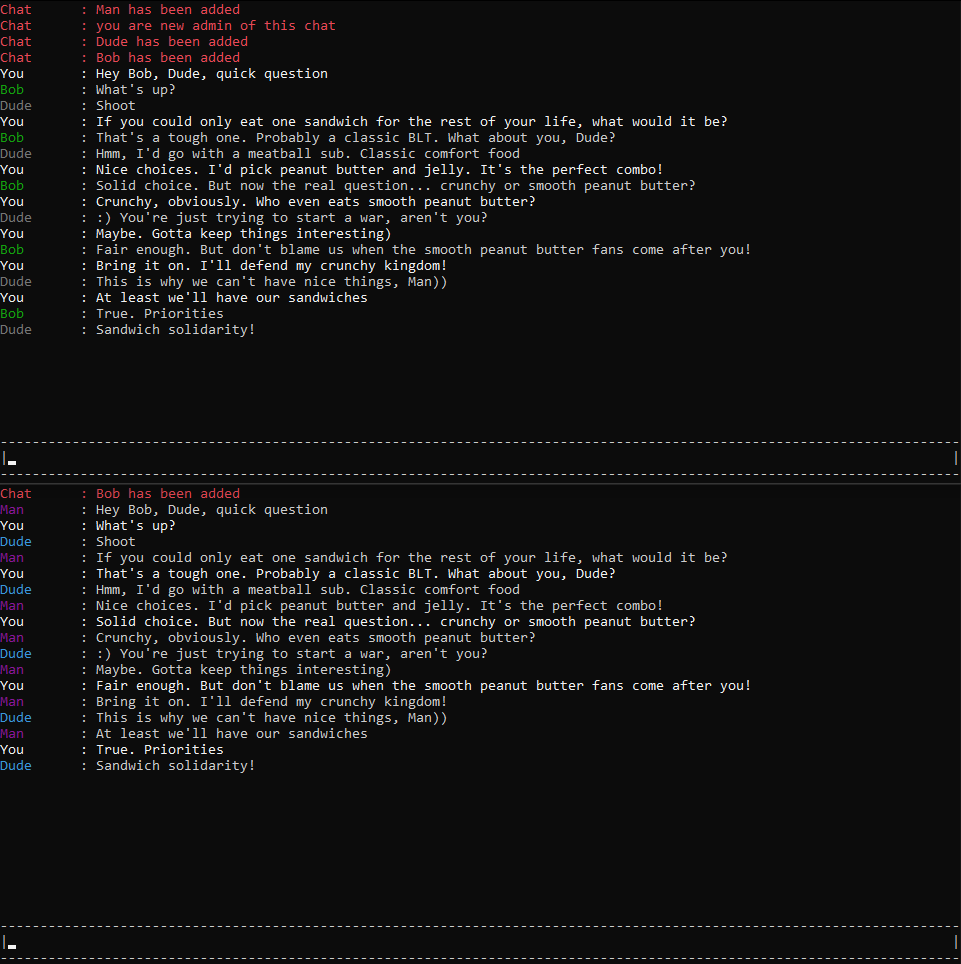 Chat      : Man has been added
Chat      : you are new admin of this chat
Chat      : Dude has been added
Chat      : Bob has been added
You       : Hey Bob, Dude, quick question
Bob       : What's up?
Dude      : Shoot
You       : If you could only eat one sandwich for the rest of your life, what would it be?
Bob       : That's a tough one. Probably a classic BLT. What about you, Dude?
Dude      : Hmm, I'd go with a meatball sub. Classic comfort food
You       : Nice choices. I'd pick peanut butter and jelly. It's the perfect combo!
Bob       : Solid choice. But now the real question... crunchy or smooth peanut butter?
You       : Crunchy, obviously. Who even eats smooth peanut butter?
Dude      : :) You're just trying to start a war, aren't you?
You       : Maybe. Gotta keep things interesting)
Bob       : Fair enough. But don't blame us when the smooth peanut butter fans come after you!
You       : Bring it on. I'll defend my crunchy kingdom!
Dude      : This is why we can't have nice things, Man))
You       : At least we'll have our sandwiches
Bob       : True. Priorities
Dude      : Sandwich solidarity!
Chat      : Bob has been added
Man       : Hey Bob, Dude, quick question
You       : What's up?
Dude      : Shoot
Man       : If you could only eat one sandwich for the rest of your life, what would it be?
You       : That's a tough one. Probably a classic BLT. What about you, Dude?
Dude      : Hmm, I'd go with a meatball sub. Classic comfort food
Man       : Nice choices. I'd pick peanut butter and jelly. It's the perfect combo!
You       : Solid choice. But now the real question... crunchy or smooth peanut butter?
Man       : Crunchy, obviously. Who even eats smooth peanut butter?
Dude      : :) You're just trying to start a war, aren't you?
Man       : Maybe. Gotta keep things interesting)
You       : Fair enough. But don't blame us when the smooth peanut butter fans come after you!
Man       : Bring it on. I'll defend my crunchy kingdom!
Dude      : This is why we can't have nice things, Man))
Man       : At least we'll have our sandwiches
You       : True. Priorities
Dude      : Sandwich solidarity!